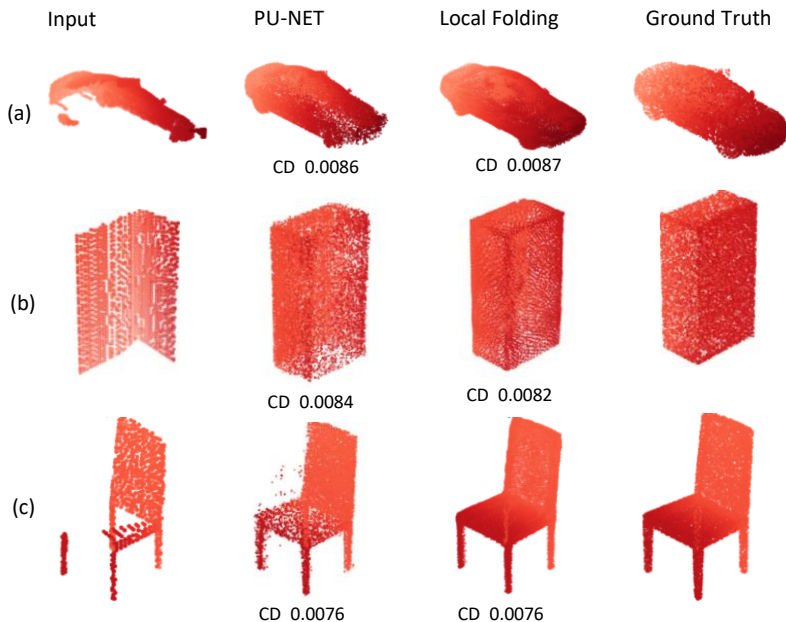 Input PU-NET Local Folding Ground Truth
(a)
CD 0.0086 CD 0.0087
(b)
CD 0.0084 CD 0.0082
(c)
CD 0.0076 CD 0.0076